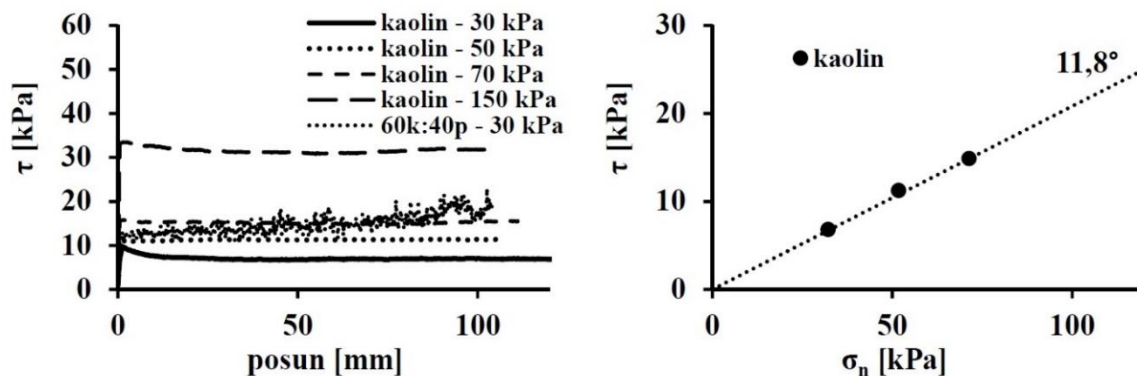 60
50
40
30
20
10
0
τ [kPa]
0
50
100
posun [mm]
kaolin - 30 kPa
kaolin - 50 kPa
kaolin - 70 kPa
kaolin - 150 kPa
60k:40p - 30 kPa
30
20
10
0
τ [kPa]
0
50
100
σn [kPa]
kaolin
11,8°